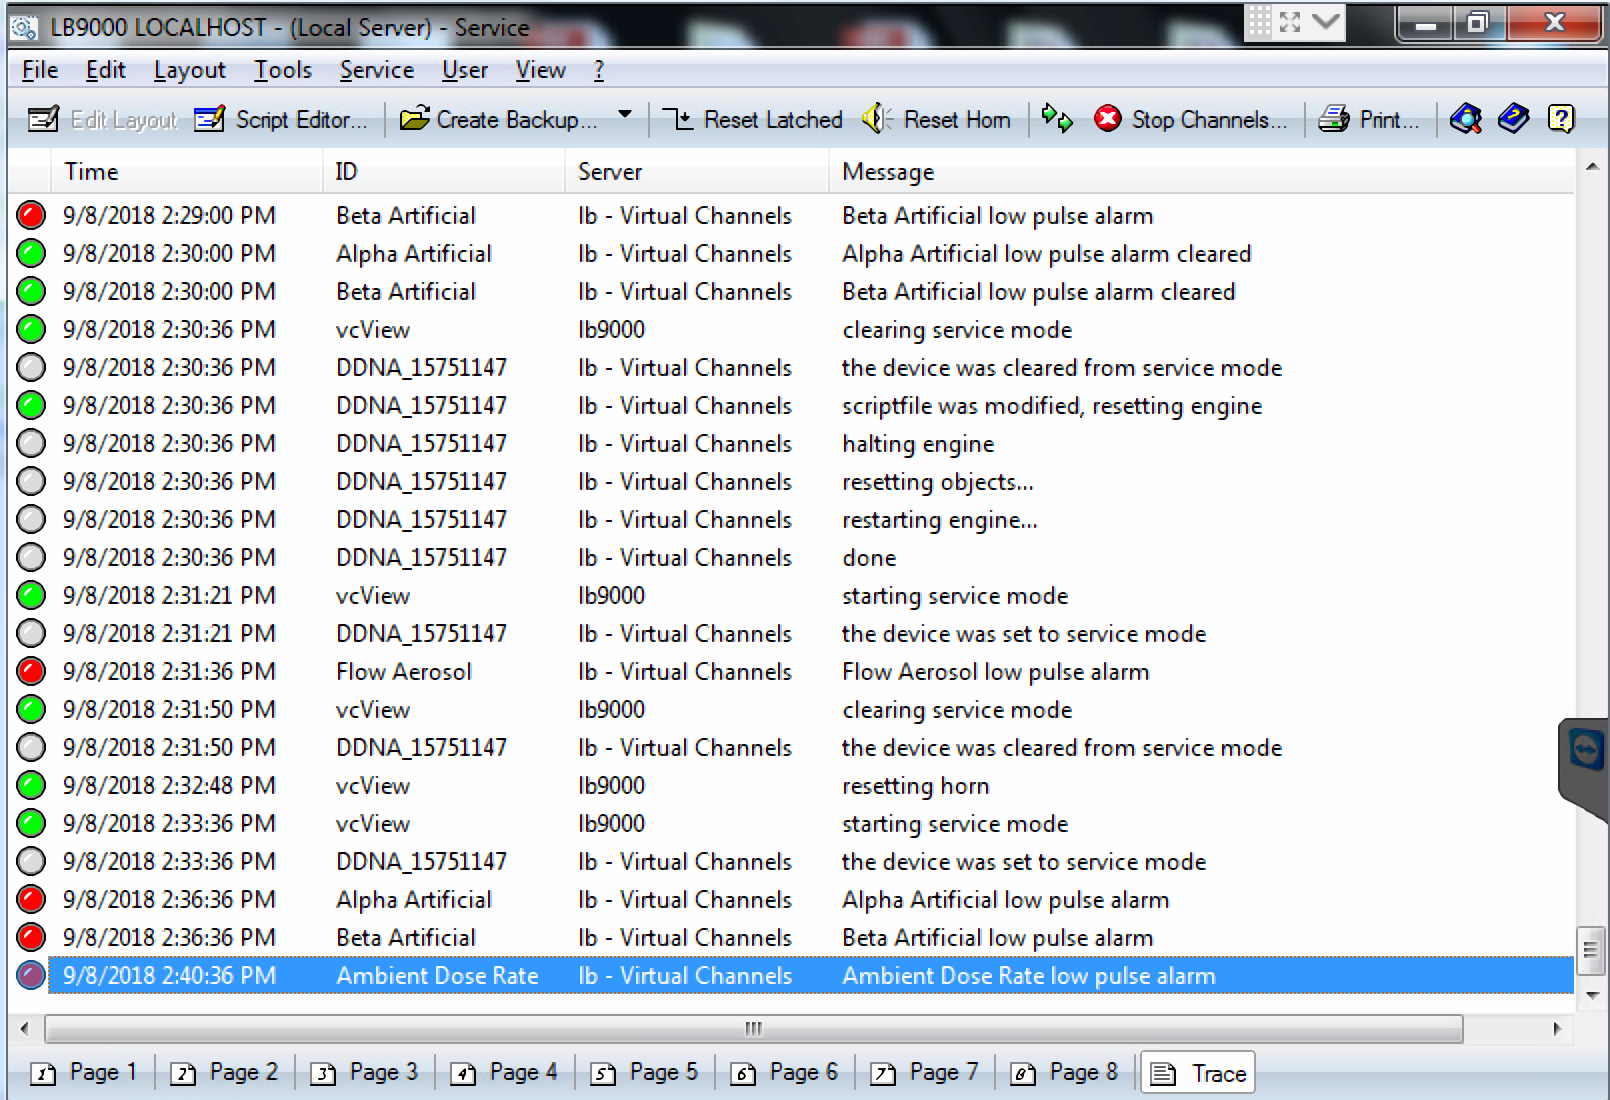 LB9000 LOCALHOST - (Local Server) - Service
File Edit Layout Tools Service User View ?
Edit Layout Script Editor... Create Backup... Reset Latched Reset Horn Stop Channels... Print...
Time ID Server Message
9/8/2018 2:29:00 PM Beta Artificial lb - Virtual Channels Beta Artificial low pulse alarm
9/8/2018 2:30:00 PM Alpha Artificial lb - Virtual Channels Alpha Artificial low pulse alarm cleared
9/8/2018 2:30:00 PM Beta Artificial lb - Virtual Channels Beta Artificial low pulse alarm cleared
9/8/2018 2:30:36 PM vcView lb9000 clearing service mode
9/8/2018 2:30:36 PM DDNA_15751147 lb - Virtual Channels the device was cleared from service mode
9/8/2018 2:30:36 PM DDNA_15751147 lb - Virtual Channels scriptfile was modified, resetting engine
9/8/2018 2:30:36 PM DDNA_15751147 lb - Virtual Channels halting engine
9/8/2018 2:30:36 PM DDNA_15751147 lb - Virtual Channels resetting objects...
9/8/2018 2:30:36 PM DDNA_15751147 lb - Virtual Channels restarting engine...
9/8/2018 2:30:36 PM DDNA_15751147 lb - Virtual Channels done
9/8/2018 2:31:21 PM vcView lb9000 starting service mode
9/8/2018 2:31:21 PM DDNA_15751147 lb - Virtual Channels the device was set to service mode
9/8/2018 2:31:36 PM Flow Aerosol lb - Virtual Channels Flow Aerosol low pulse alarm
9/8/2018 2:31:50 PM vcView lb9000 clearing service mode
9/8/2018 2:31:50 PM DDNA_15751147 lb - Virtual Channels the device was cleared from service mode
9/8/2018 2:32:48 PM vcView lb9000 resetting horn
9/8/2018 2:33:36 PM vcView lb9000 starting service mode
9/8/2018 2:33:36 PM DDNA_15751147 lb - Virtual Channels the device was set to service mode
9/8/2018 2:36:36 PM Alpha Artificial lb - Virtual Channels Alpha Artificial low pulse alarm
9/8/2018 2:36:36 PM Beta Artificial lb - Virtual Channels Beta Artificial low pulse alarm
9/8/2018 2:40:36 PM Ambient Dose Rate lb - Virtual Channels Ambient Dose Rate low pulse alarm
1 Page 1 2 Page 2 3 Page 3 4 Page 4 5 Page 5 6 Page 6 7 Page 7 8 Page 8 Trace